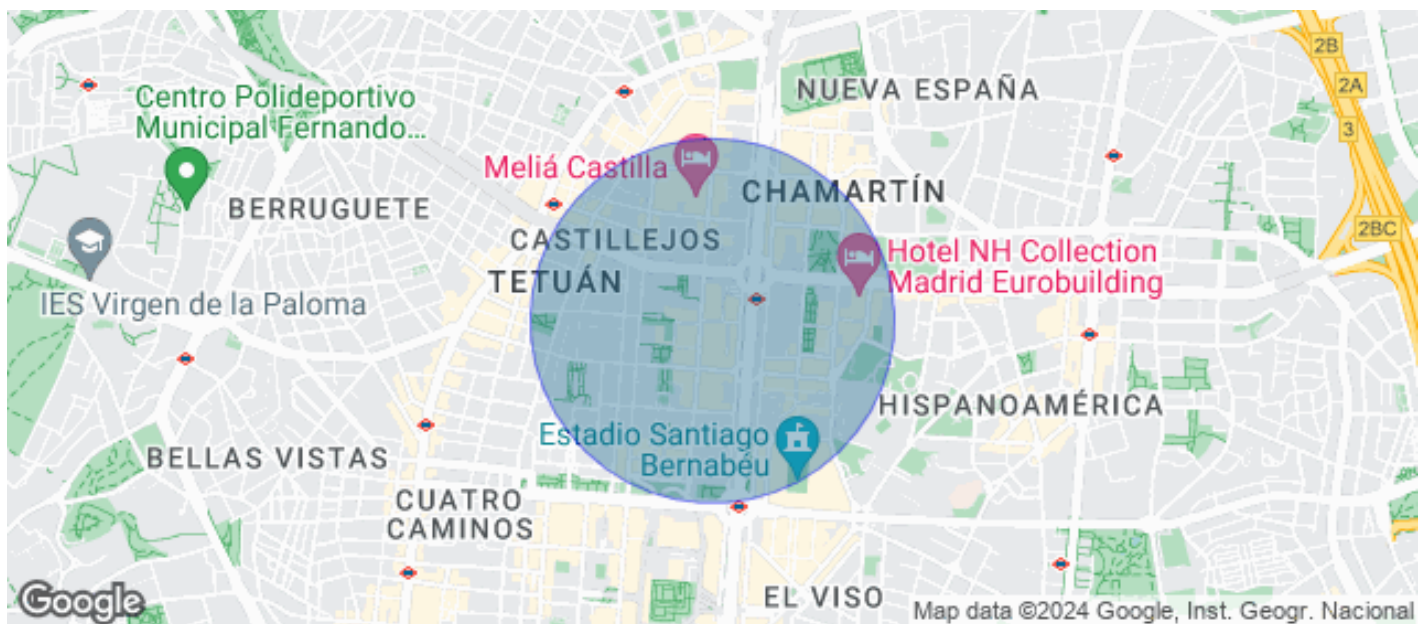 2B
2A
3
2BC
NUEVA ESPAÑA
Centro Polideportivo
Municipal Fernando...
Meliá Castilla
CHAMARTÍN
BERRUGUETE
CASTILLEJOS
TETUÁN
Hotel NH Collection
Madrid Eurobuilding
IES Virgen de la Paloma
HISPANOAMÉRICA
Estadio Santiago
Bernabéu
BELLAS VISTAS
CUATRO
CAMINOS
EL VISO
Google
Map data ©2024 Google, Inst. Geogr. Nacional